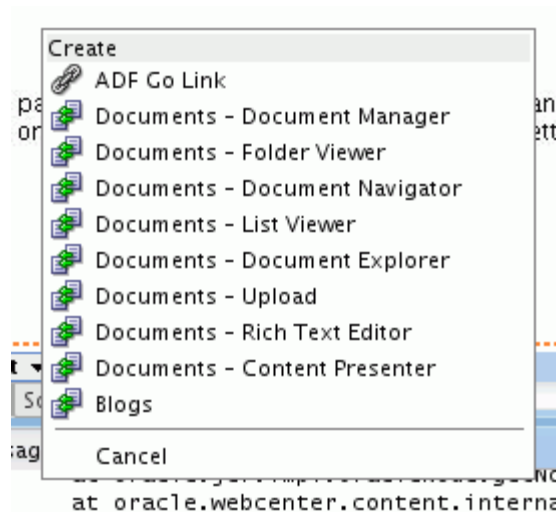 Create
ADF Go Link
Documents - Document Manager
Documents - Folder Viewer
Documents - Document Navigator
Documents - List Viewer
Documents - Document Explorer
Documents - Upload
Documents - Rich Text Editor
Documents - Content Presenter
Blogs
Cancel
at oracle.webcenter.content.interna